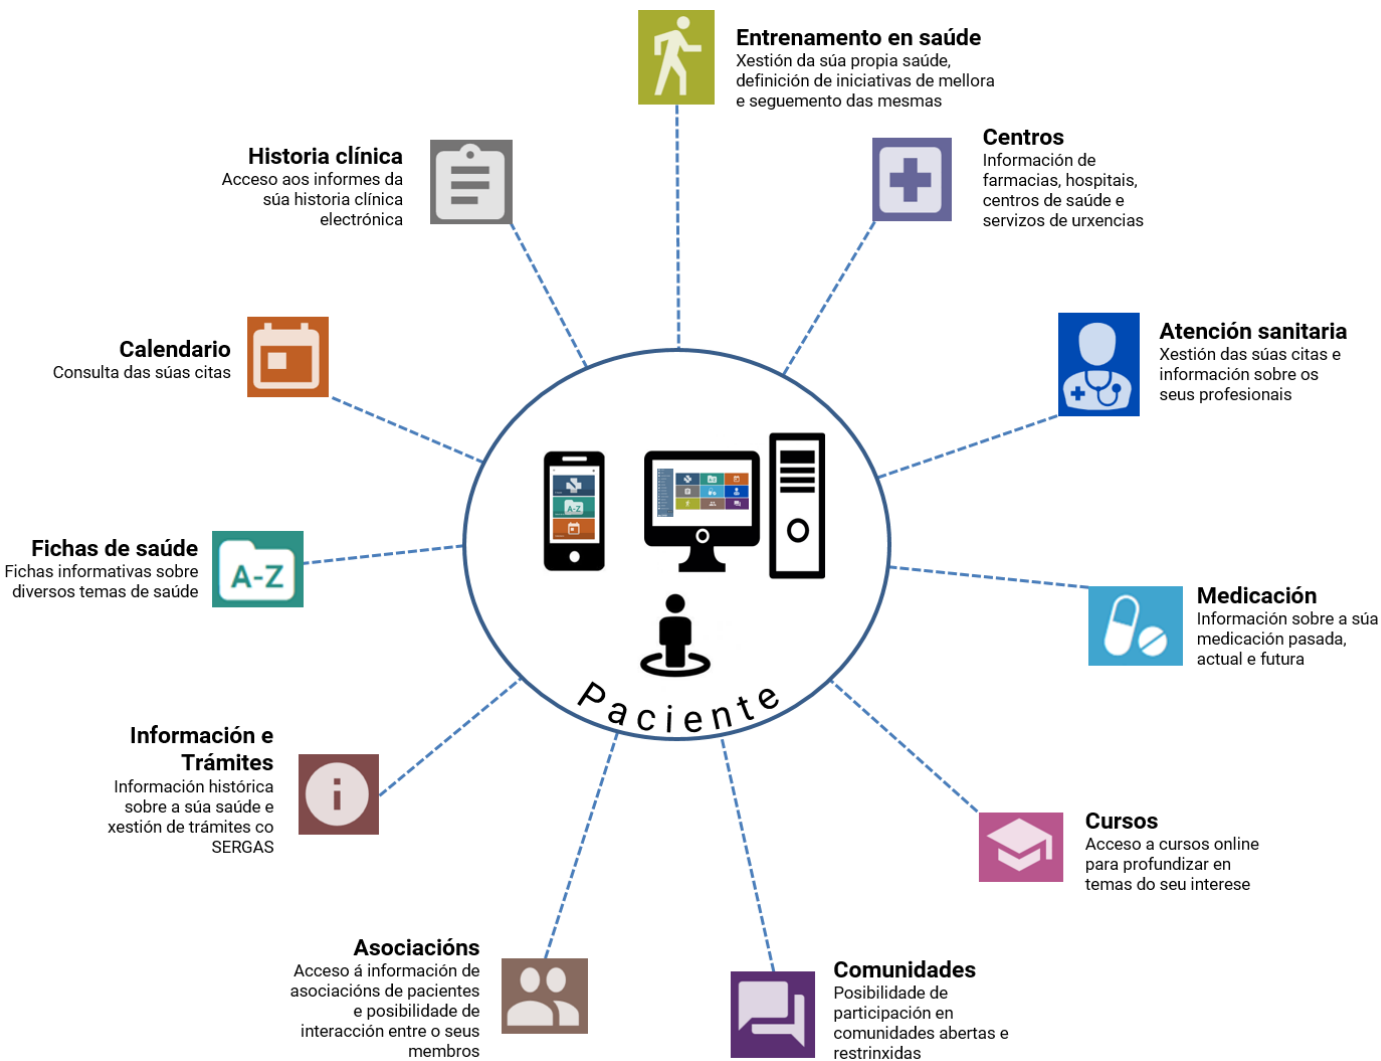 Entrenamento en saúde
Xestión da súa propia saúde,
definición de iniciativas de mellora
e seguemento das mesmas
Centros
Información de
farmacias, hospitais,
centros de saúde e
servizos de urxencias
Atención sanitaria
Xestión das súas citas e
información sobre os
seus profesionais
Medicación
Información sobre a súa
medicación pasada,
actual e futura
Cursos
Acceso a cursos online
para profundizar en
temas do seu interese
Comunidades
Posibilidade de
participación en
comunidades abertas e
restrinxidas
Asociacións
Acceso á información de
asociacións de pacientes
e posibilidade de
interacción entre o seus
membros
Información e
Trámites
Información histórica
sobre a súa saúde e
xestión de trámites co
SERGAS
Fichas de saúde
Fichas informativas sobre
diversos temas de saúde
A-Z
Calendario
Consulta das súas citas
Historia clínica
Acceso aos informes da
súa historia clínica
electrónica
A-Z
Paciente